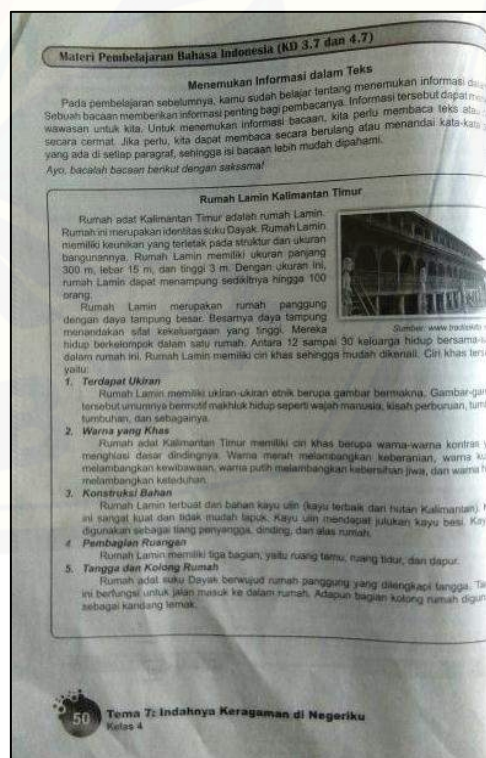 Materi Pembelajaran Bahasa Indonesia (KD 3.7 dan 4.7)
Menemukan Informasi dalam Teks
Pada pembelajaran sebelumnya, kamu sudah belajar tentang menemukan informasi
Sebuah bacaan memberikan informasi penting bagi pembacanya. Informasi tersebut dapat
wawasan untuk kita. Untuk menemukan informasi bacaan, kita perlu membaca teks
secara cermat. Jika perlu, kita dapat membaca secara berulang atau menandai kata-kata
yang ada di setiap paragraf, sehingga isi bacaan lebih mudah dipahami.
Ayo, bacalah bacaan berikut dengan saksama!
Rumah Lamin Kalimantan Timur
Rumah adat Kalimantan Timur adalah rumah Lamin.
Rumah ini merupakan identitas suku Dayak. Rumah Lamin
memiliki keunikan yang terletak pada struktur dan ukuran
bangunannya. Rumah Lamin memiliki ukuran panjang
300 m, lebar 15 m, dan tinggi 3 m. Dengan ukuran ini,
rumah Lamin dapat menampung sedikitnya hingga 100
orang.
Rumah Lamin merupakan rumah panggung
dengan daya tampung besar. Besarnya daya tampung
menandakan sifat kekeluargaan yang tinggi. Mereka
Sumber: www.
hidup berkelompok dalam satu rumah. Antara 12 sampai 30 keluarga hidup
dalam rumah ini. Rumah Lamin memiliki ciri khas sehingga mudah dikenali. Ciri khas
yaitu:
1. Terdapat Ukiran
Rumah Lamin memiliki ukiran-ukiran etnik berupa gambar bermakna.
tersebut umumnya bermotif makhluk hidup seperti wajah manusia, kisah perburuan,
tumbuhan, dan sebagainya.
2. Warna yang Khas
Rumah adat Kalimantan Timur memiliki ciri khas berupa warna-warna kontras
menghiasi dasar dindingnya. Warna merah melambangkan keberanian, warna
melambangkan kewibawaan, warna putih melambangkan kebersihan jiwa, dan warna
melambangkan keteduhan.
3. Konstruksi Bahan
Rumah Lamin terbuat dari bahan kayu ulin (kayu terbaik dari hutan Kalimantan).
ini sangat kuat dan tidak mudah lapuk. Kayu ulin mendapat julukan kayu besi.
digunakan sebagai tiang penyangga, dinding, dan alas rumah.
4 Pembagian Ruangan
Rumah Lamin memiliki tiga bagian, yaitu ruang tamu, ruang tidur, dan dapur.
5. Tangga dan Kolong Rumah
Rumah adat suku Dayak berwujud rumah panggung yang dilengkapi tangga.
ini berfungsi untuk jalan masuk ke dalam rumah. Adapun bagian kolong rumah
sebagai kandang ternak.
50 Tema 7: Indahnya Keragaman di Negeriku
Kelas 4